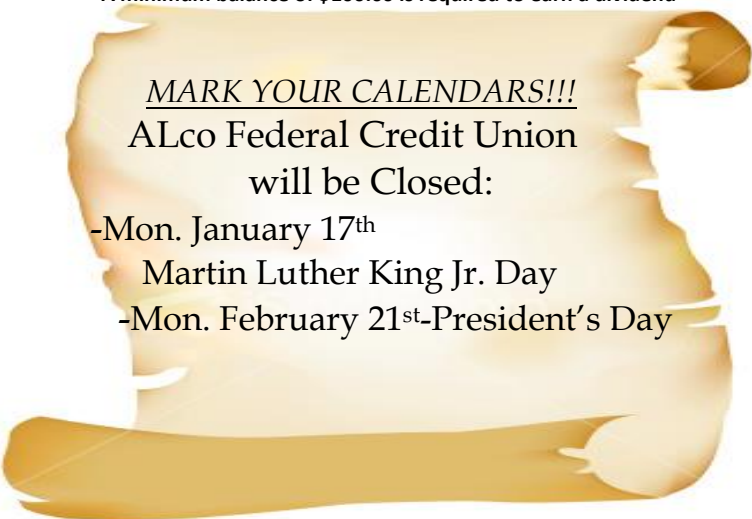 MARK YOUR CALENDARS!!!
ALco Federal Credit Union
will be Closed:
-Mon. January 17th
Martin Luther King Jr. Day
-Mon. February 21st-President's Day